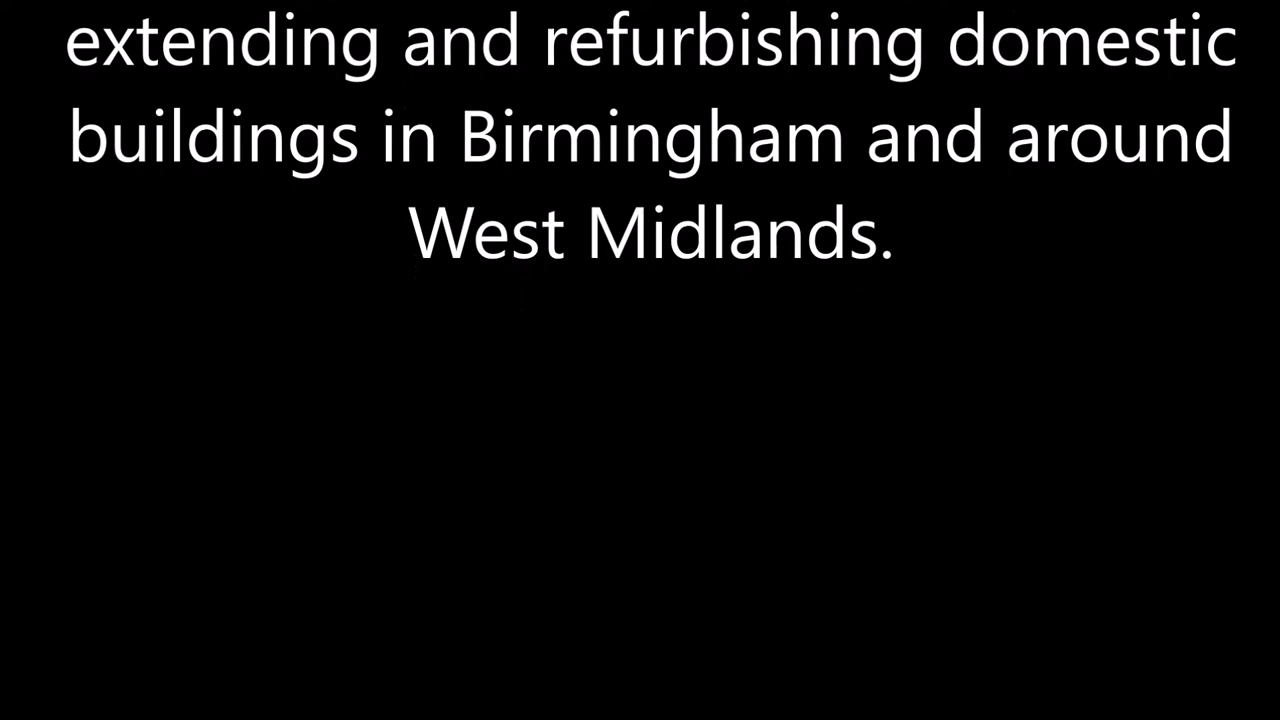 extending and refurbishing domestic
buildings in Birmingham and around
West Midlands.